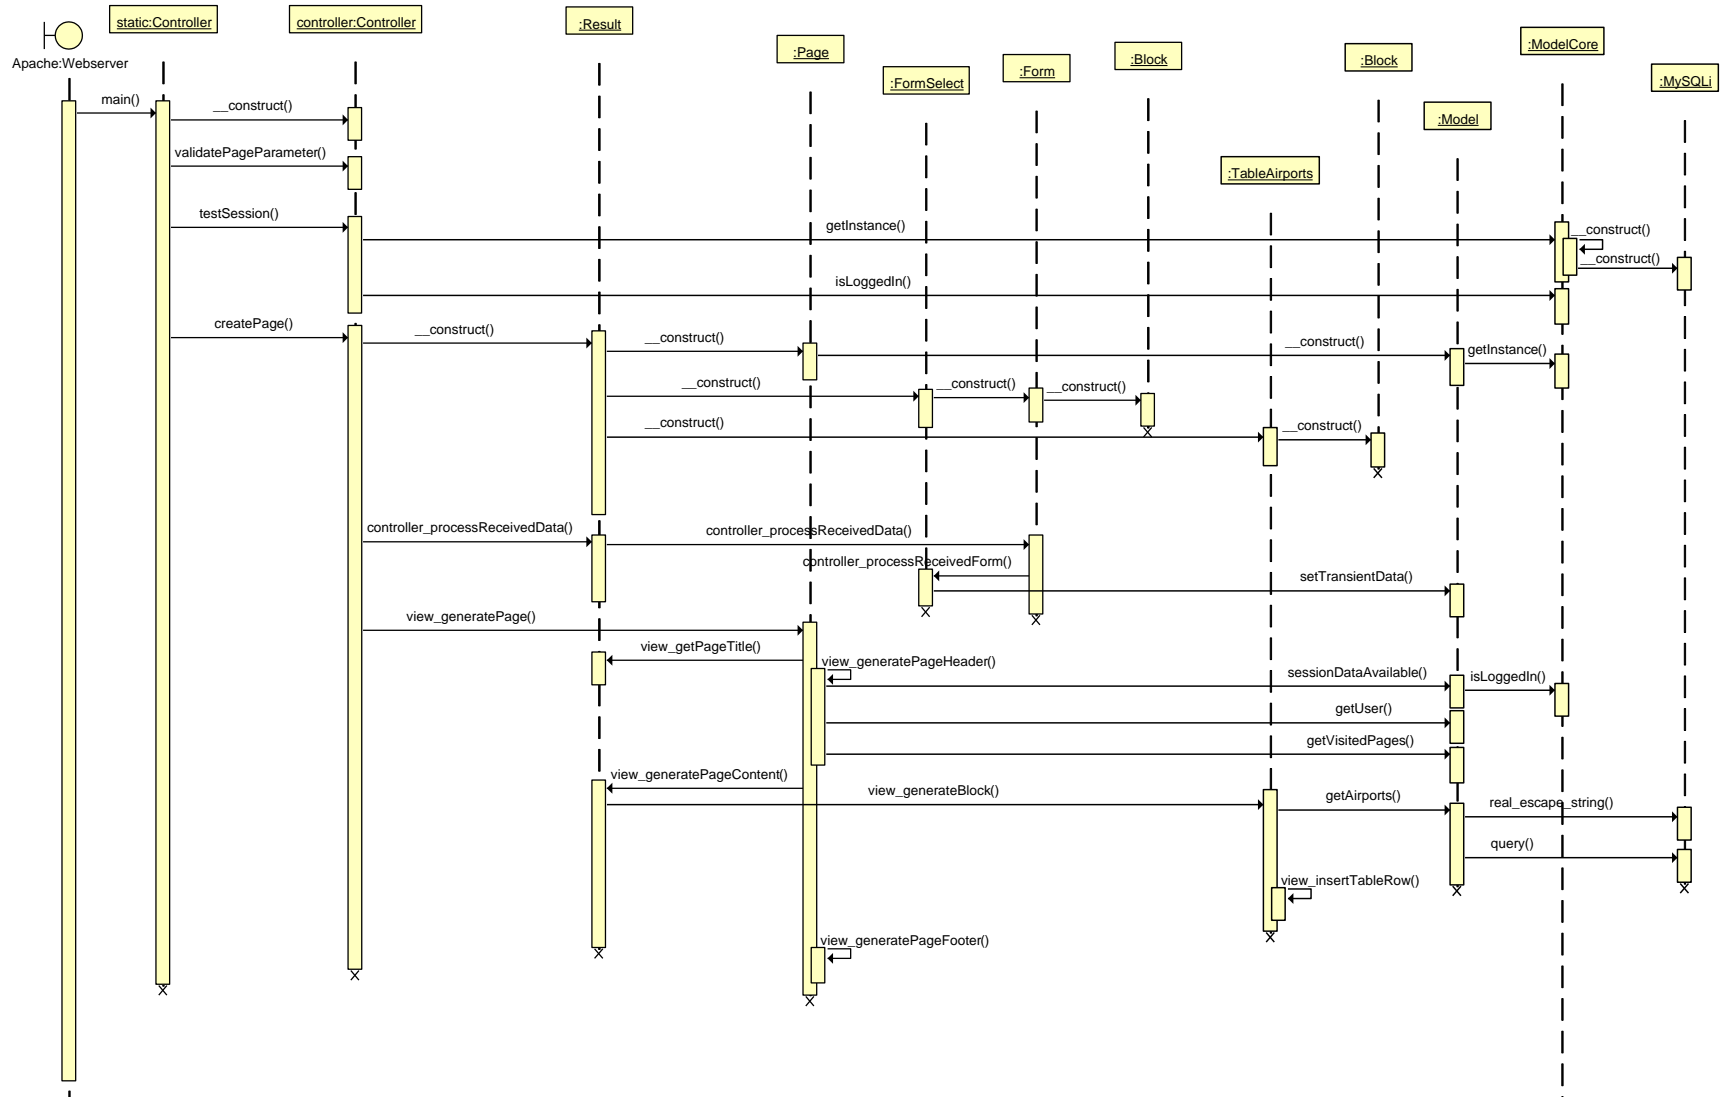 static:Controller
controller:Controller
:Result
:Page
:FormSelect
:Form
:Block
:TableAirports
:Block
:Model
:ModelCore
:MySQLi
Apache:Webserver
main()
__construct()
validatePageParameter()
testSession()
getInstance()
__construct()
__construct()
isLoggedIn()
createPage()
__construct()
__construct()
__construct()
getInstance()
__construct()
__construct()
__construct()
__construct()
__construct()
controller_processReceivedData()
controller_processReceivedData()
controller_processReceivedForm()
setTransientData()
view_generatePage()
view_getPageTitle()
view_generatePageHeader()
sessionDataAvailable()
isLoggedIn()
getUser()
getVisitedPages()
view_generatePageContent()
view_generateBlock()
getAirports()
real_escape_string()
query()
view_insertTableRow()
view_generatePageFooter()